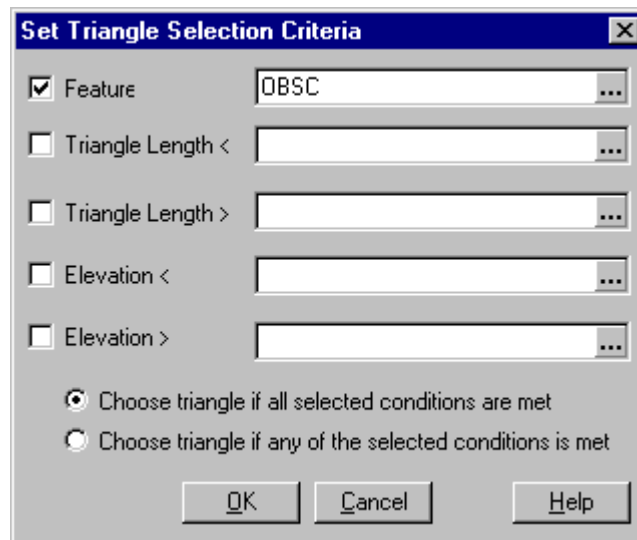 Set Triangle Selection Criteria
Feature OBSC ...
Triangle Length < ...
Triangle Length > ...
Elevation < ...
Elevation > ...
Choose triangle if all selected conditions are met
Choose triangle if any of the selected conditions is met
OK Cancel Help